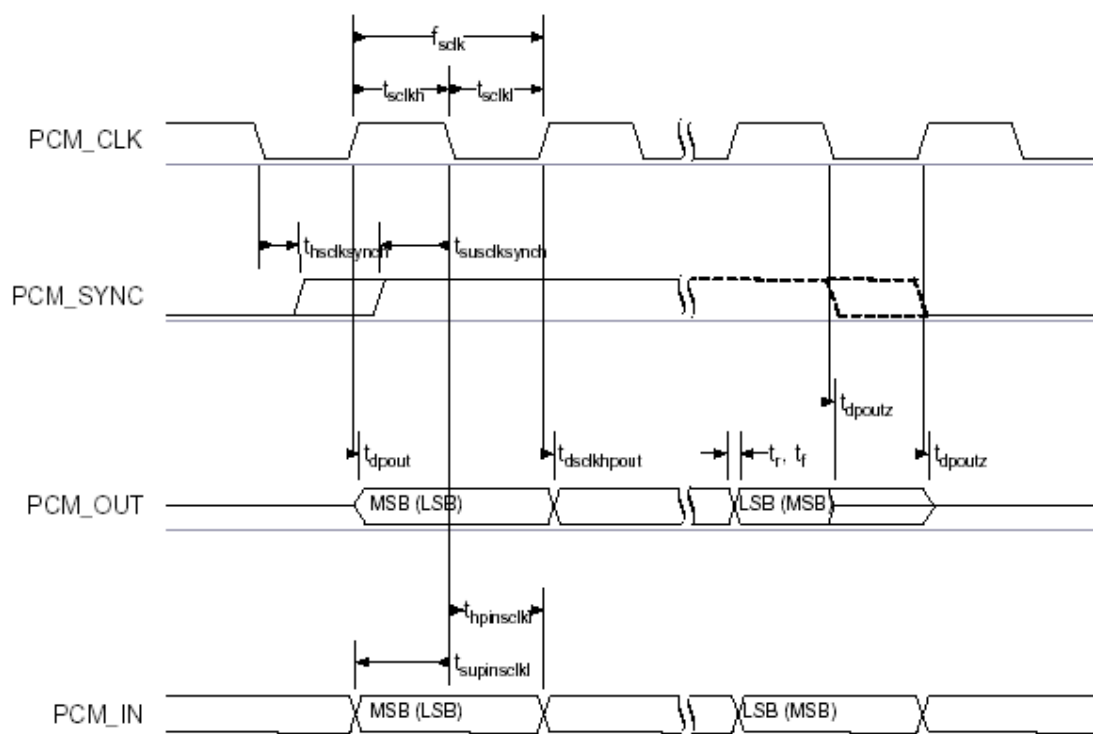 fsclk
tsclkh tsclkl
PCM_CLK
thsclksynch tsusclksynch
PCM_SYNC
tdpoutz
tdpout tdsclkhpout tr, tf tdpoutz
PCM_OUT MSB (LSB) LSB (MSB)
thpinsclkl
tsupinsclkl
PCM_IN MSB (LSB) LSB (MSB)